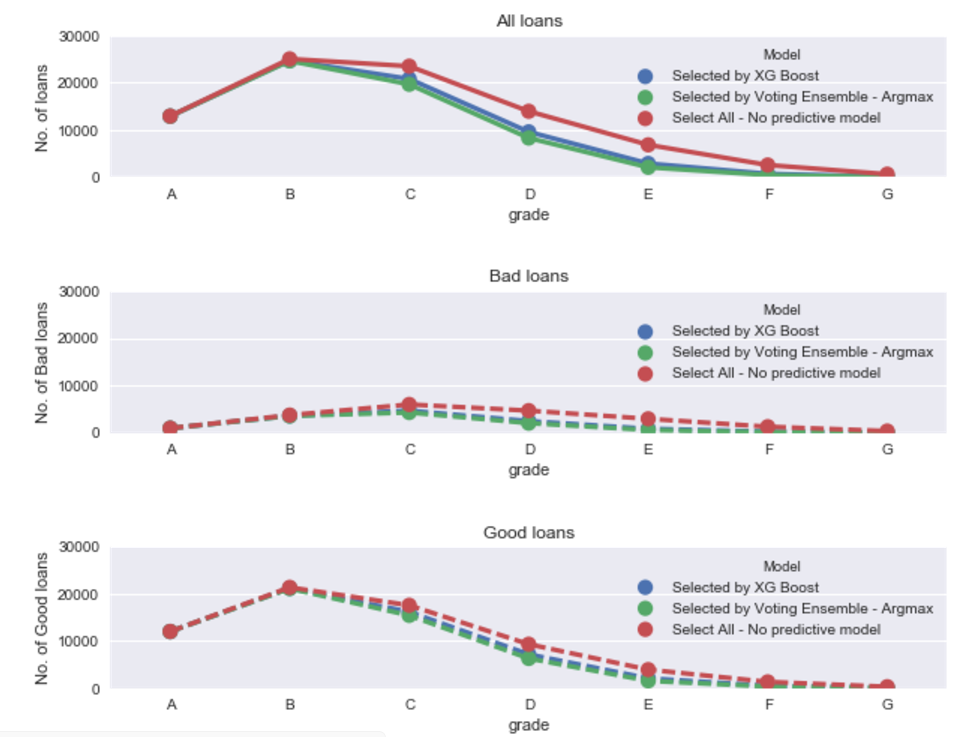 All loans
No. of loans
30000
20000
10000
0
Model
Selected by XG Boost
Selected by Voting Ensemble - Argmax
Select All - No predictive model
A B C D E F G
grade
Bad loans
No. of Bad loans
30000
20000
10000
0
Model
Selected by XG Boost
Selected by Voting Ensemble - Argmax
Select All - No predictive model
A B C D E F G
grade
Good loans
No. of Good loans
30000
20000
10000
0
Model
Selected by XG Boost
Selected by Voting Ensemble - Argmax
Select All - No predictive model
A B C D E F G
grade